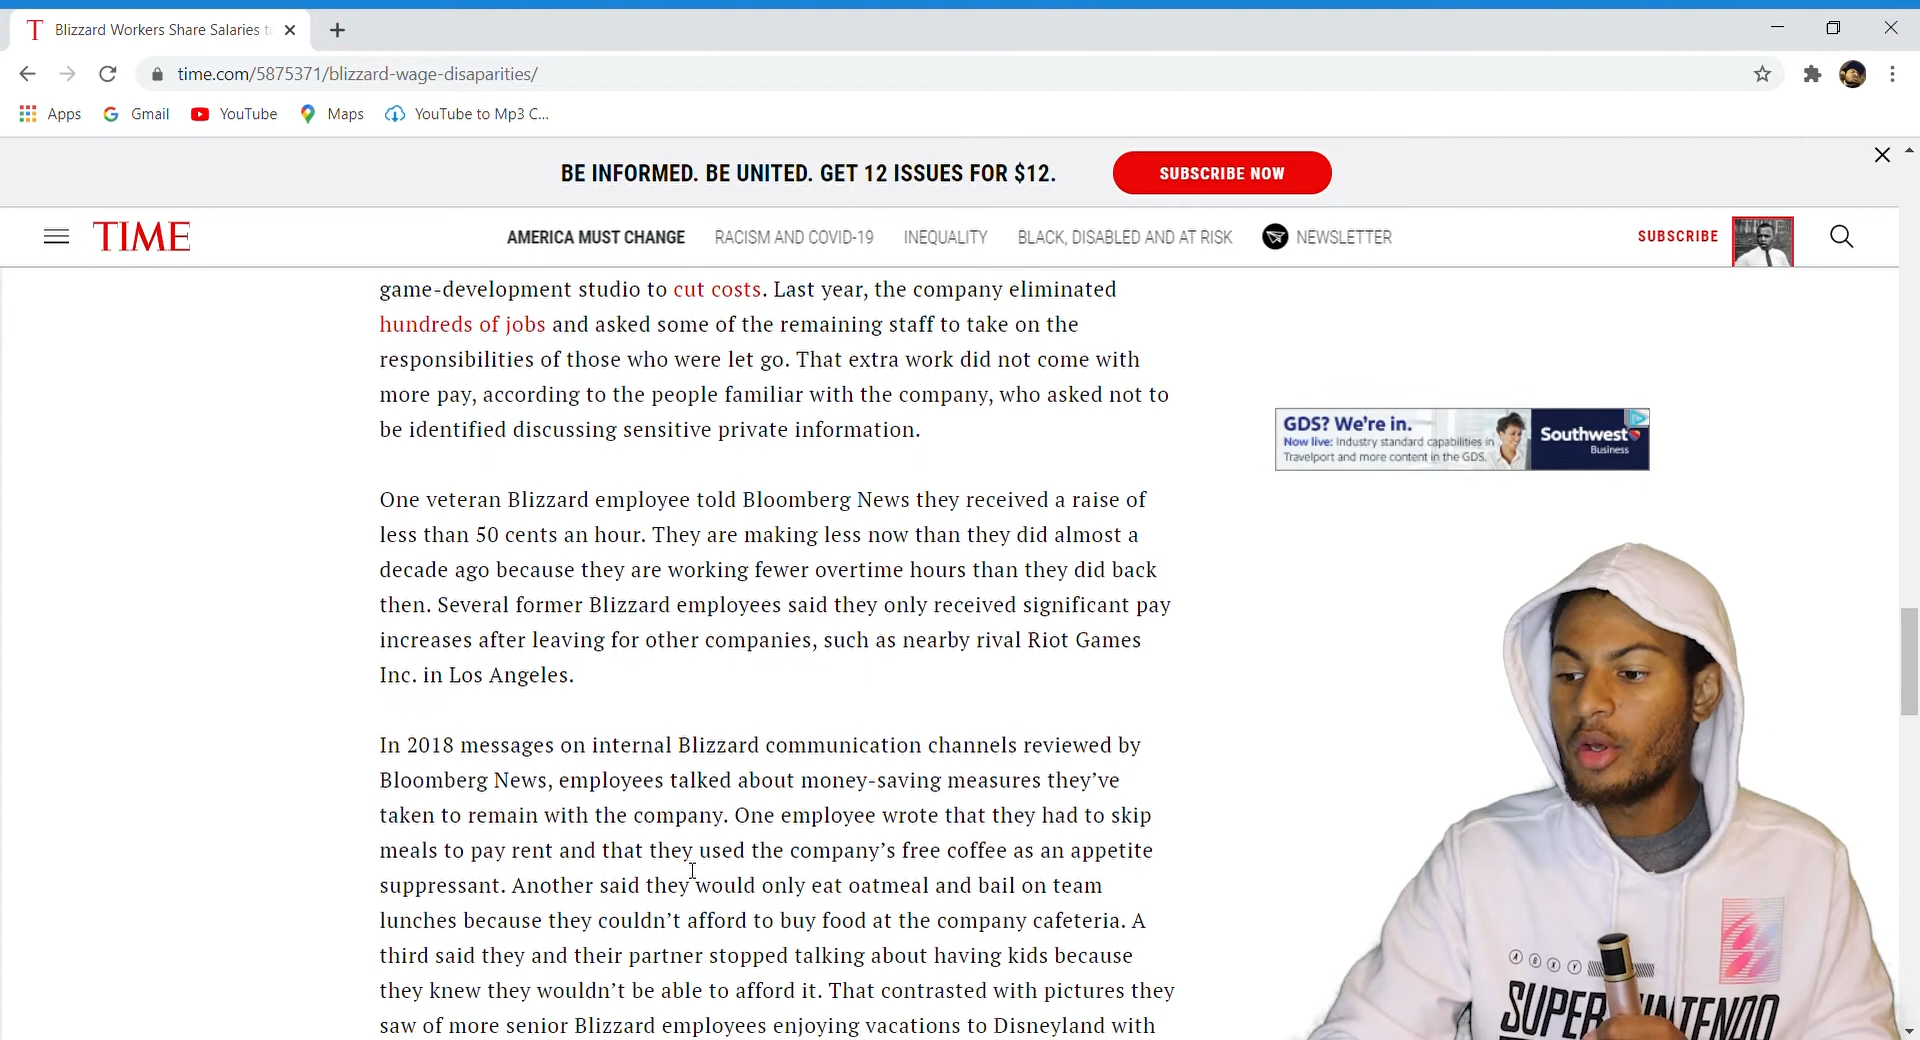 Blizzard Workers Share Salaries
time.com/5875371/blizzard-wage-disparities/
Apps
Gmail
YouTube
Maps
YouTube to Mp3 C...
BE INFORMED. BE UNITED. GET 12 ISSUES FOR $12.
SUBSCRIBE NOW
TIME
AMERICA MUST CHANGE
RACISM AND COVID-19
INEQUALITY
BLACK, DISABLED AND AT RISK
NEWSLETTER
SUBSCRIBE
game-development studio to cut costs. Last year, the company eliminated
hundreds of jobs and asked some of the remaining staff to take on the
responsibilities of those who were let go. That extra work did not come with
more pay, according to the people familiar with the company, who asked not to
be identified discussing sensitive private information.
One veteran Blizzard employee told Bloomberg News they received a raise of
less than 50 cents an hour. They are making less now than they did almost a
decade ago because they are working fewer overtime hours than they did back
then. Several former Blizzard employees said they only received significant pay
increases after leaving for other companies, such as nearby rival Riot Games
Inc. in Los Angeles.
In 2018 messages on internal Blizzard communication channels reviewed by
Bloomberg News, employees talked about money-saving measures they've
taken to remain with the company. One employee wrote that they had to skip
meals to pay rent and that they used the company's free coffee as an appetite
suppressant. Another said they would only eat oatmeal and bail on team
lunches because they couldn't afford to buy food at the company cafeteria. A
third said they and their partner stopped talking about having kids because
they knew they wouldn't be able to afford it. That contrasted with pictures they
saw of more senior Blizzard employees enjoying vacations to Disneyland with
GDS? We're in.
Now live: Industry standard capabilities in
Travelport and more content in the GDS.
Southwest
Business
A B X Y
SUPER NINTENDO